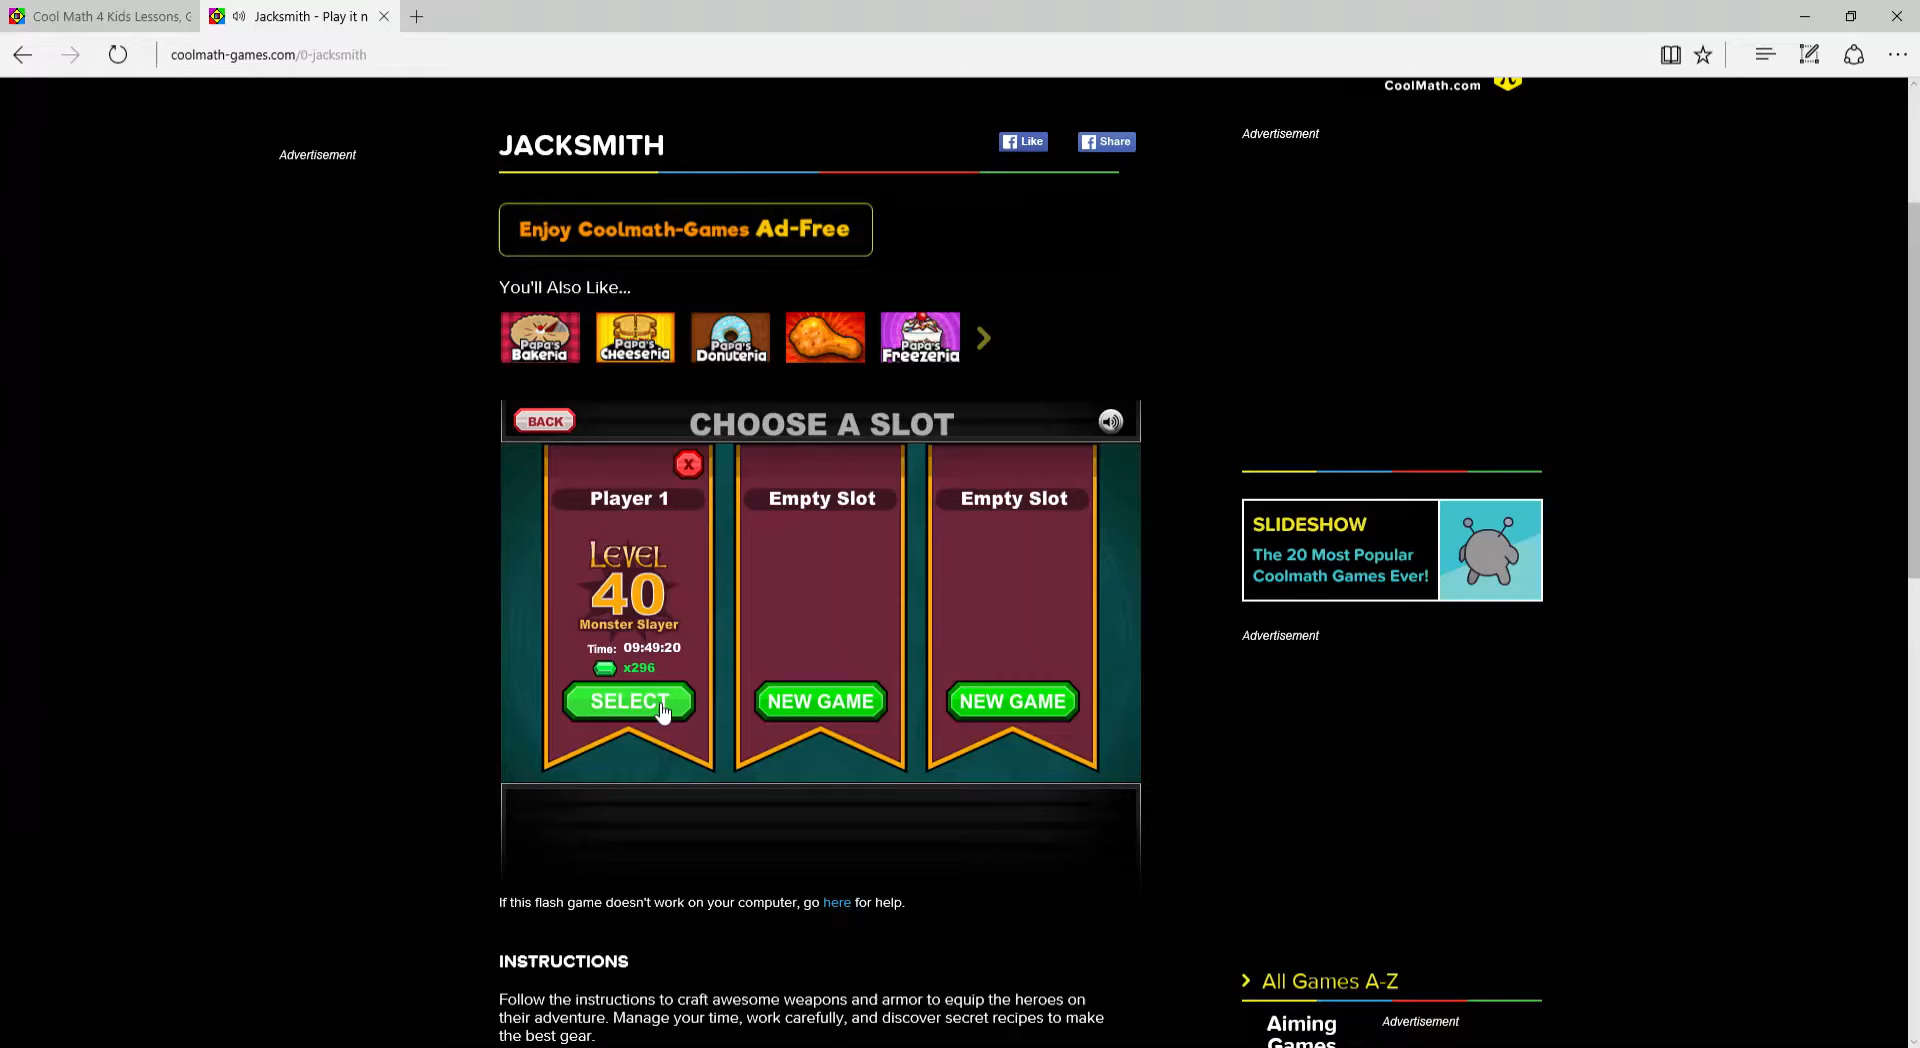 Cool Math 4 Kids Lessons, G
Jacksmith - Play it n
coolmath-games.com/0-jacksmith
CoolMath.com
Advertisement
JACKSMITH
Like
Share
Advertisement
Enjoy Coolmath-Games Ad-Free
You'll Also Like...
Papa's Bakeria
Papa's Cheeseria
Papa's Donuteria
Papa's Freezeria
BACK
CHOOSE A SLOT
X
Player 1
Empty Slot
Empty Slot
LEVEL
40
Monster Slayer
Time: 09:49:20
x296
SELECT
NEW GAME
NEW GAME
SLIDESHOW
The 20 Most Popular
Coolmath Games Ever!
Advertisement
If this flash game doesn't work on your computer, go here for help.
INSTRUCTIONS
Follow the instructions to craft awesome weapons and armor to equip the heroes on
their adventure. Manage your time, work carefully, and discover secret recipes to make
the best gear.
All Games A-Z
Aiming
Games
Advertisement